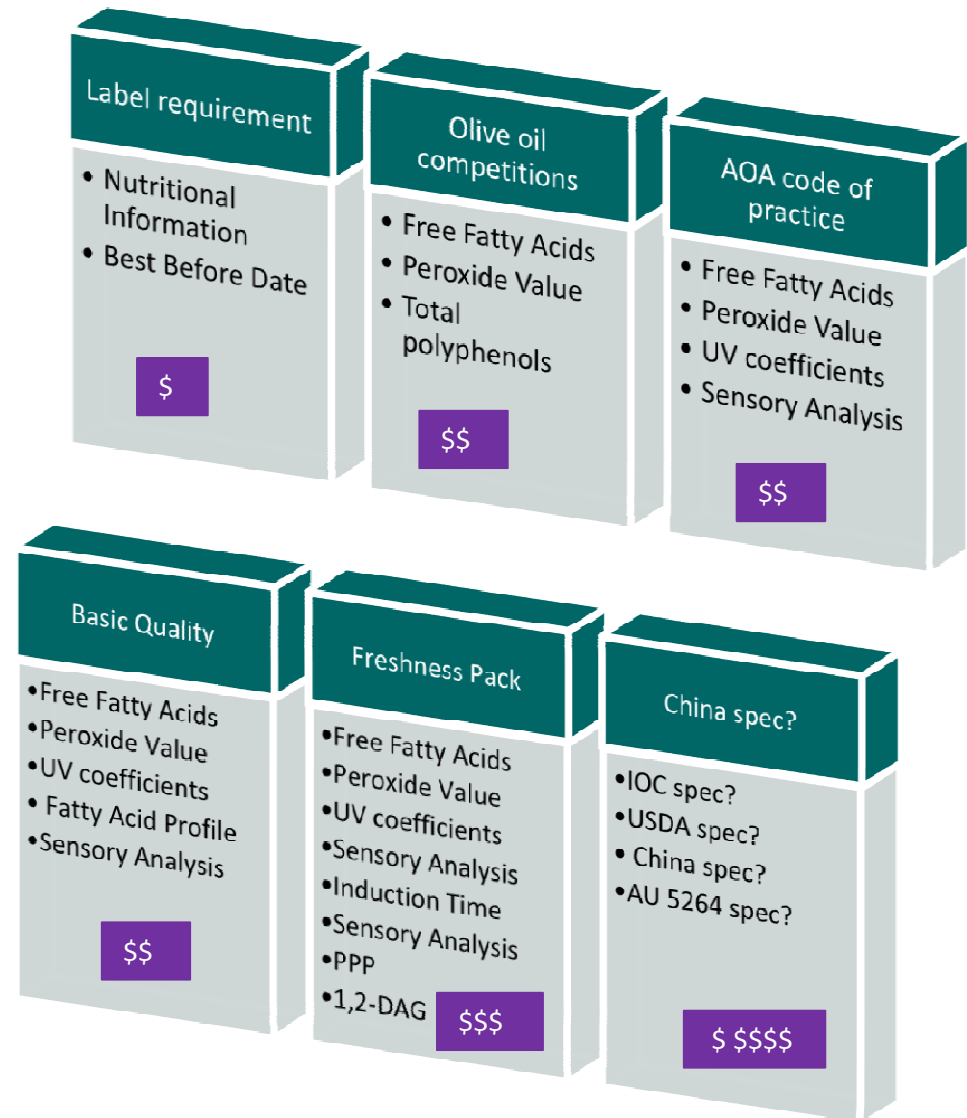 Label requirement
• Nutritional
Information
• Best Before Date
$
Olive oil
competitions
• Free Fatty Acids
• Peroxide Value
• Total
polyphenols
$$
AOA code of
practice
• Free Fatty Acids
• Peroxide Value
• UV coefficients
• Sensory Analysis
$$
Basic Quality
•Free Fatty Acids
•Peroxide Value
•UV coefficients
• Fatty Acid Profile
•Sensory Analysis
$$
Freshness Pack
•Free Fatty Acids
•Peroxide Value
•UV coefficients
•Sensory Analysis
•Induction Time
•Sensory Analysis
•PPP
•1,2-DAG
$$$
China spec?
•IOC spec?
•USDA spec?
• China spec?
•AU 5264 spec?
$ $$$$